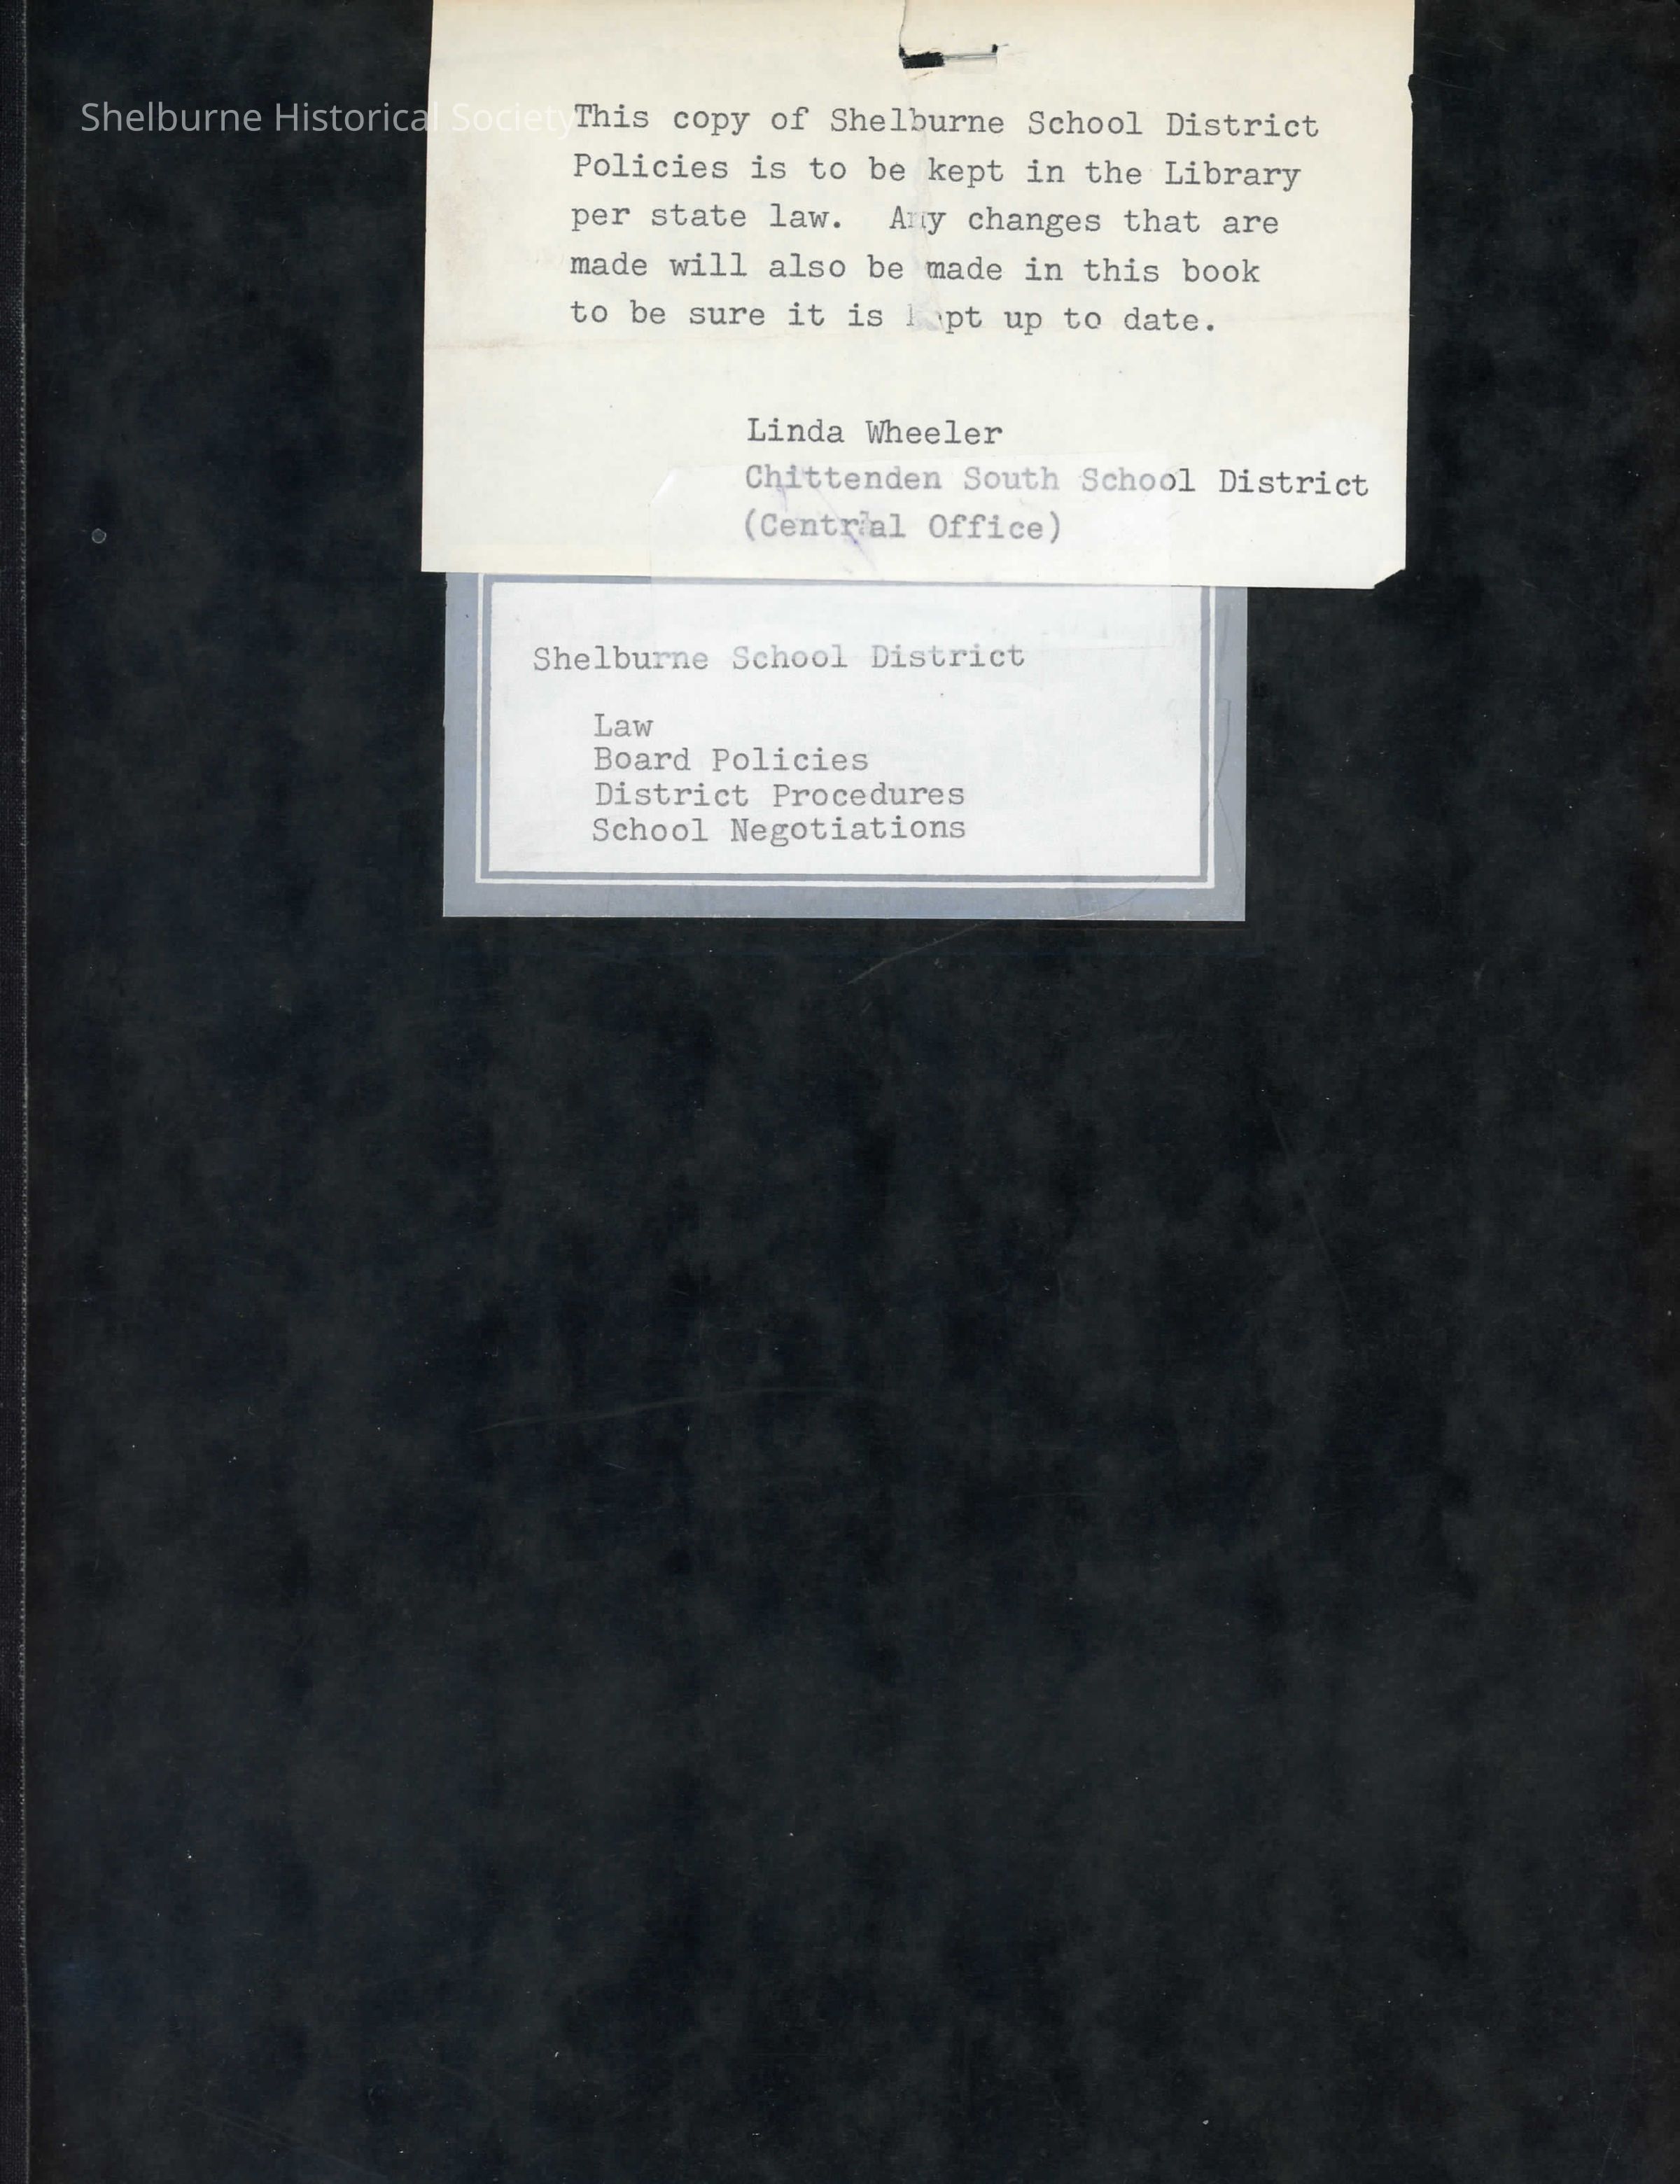 Shelburne Historical Society
This copy of Shelburne School District
Policies is to be kept in the Library
per state law. Any changes that are
made will also be made in this book
to be sure it is kept up to date.
Linda Wheeler
Chittenden South School District
(Central Office)
Shelburne School District
Law
Board Policies
District Procedures
School Negotiations